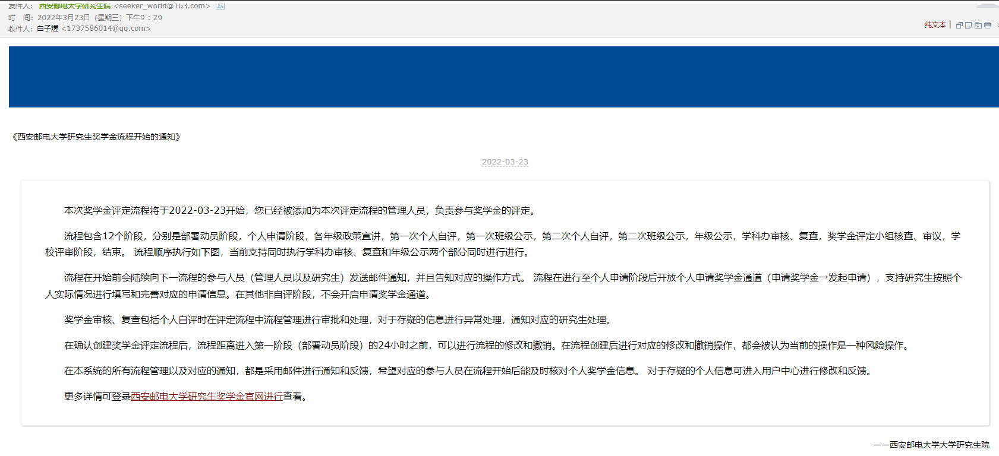 发件人：西安邮电大学研究生院 <seeker_world@163.com>
时　间：2022年3月23日（星期三）下午9：29
收件人：白子煜 <1737586014@qq.com>
纯文本 |
《西安邮电大学研究生奖学金流程开始的通知》
2022-03-23
本次奖学金评定流程将于2022-03-23开始，您已经被添加为本次评定流程的管理人员，负责参与奖学金的评定。
流程包含12个阶段，分别是部署动员阶段，个人申请阶段，各年级政策宣讲，第一次个人自评，第一次班级公示，第二次个人自评，第二次班级公示，年级公示，学科办审核、复查，奖学金评定小组核查、审议，学
校评审阶段，结束。 流程顺序执行如下图，当前支持同时执行学科办审核、复查和年级公示两个部分同时进行进行。
流程在开始前会陆续向下一流程的参与人员（管理人员以及研究生）发送邮件通知，并且告知对应的操作方式。 流程在进行至个人申请阶段后开放个人申请奖学金通道（申请奖学金→发起申请），支持研究生按照个
人实际情况进行填写和完善对应的申请信息。在其他非自评阶段，不会开启申请奖学金通道。
奖学金审核、复查包括个人自评时在评定流程中流程管理进行审批和处理，对于存疑的信息进行异常处理，通知对应的研究生处理。
在确认创建奖学金评定流程后，流程距离进入第一阶段（部署动员阶段）的24小时之前，可以进行流程的修改和撤销。在流程创建后进行对应的修改和撤销操作，都会被认为当前的操作是一种风险操作。
在本系统的所有流程管理以及对应的通知，都是采用邮件进行通知和反馈，希望对应的参与人员在流程开始后能及时核对个人奖学金信息。 对于存疑的个人信息可进入用户中心进行修改和反馈。
更多详情可登录西安邮电大学研究生奖学金官网进行查看。
——西安邮电大学大学研究生院